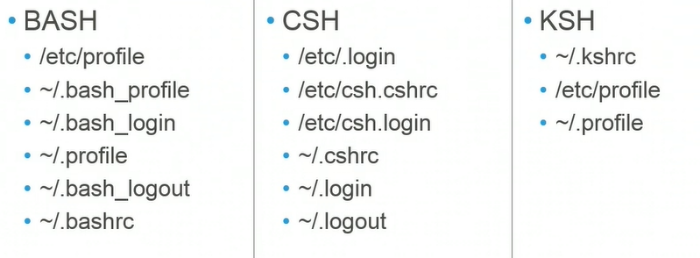 BASH
/etc/profile
~/.bash_profile
~/.bash_login
~/.profile
~/.bash_logout
~/.bashrc
CSH
/etc/.login
/etc/csh.cshrc
/etc/csh.login
~/.cshrc
~/.login
~/.logout
KSH
~/.kshrc
/etc/profile
~/.profile